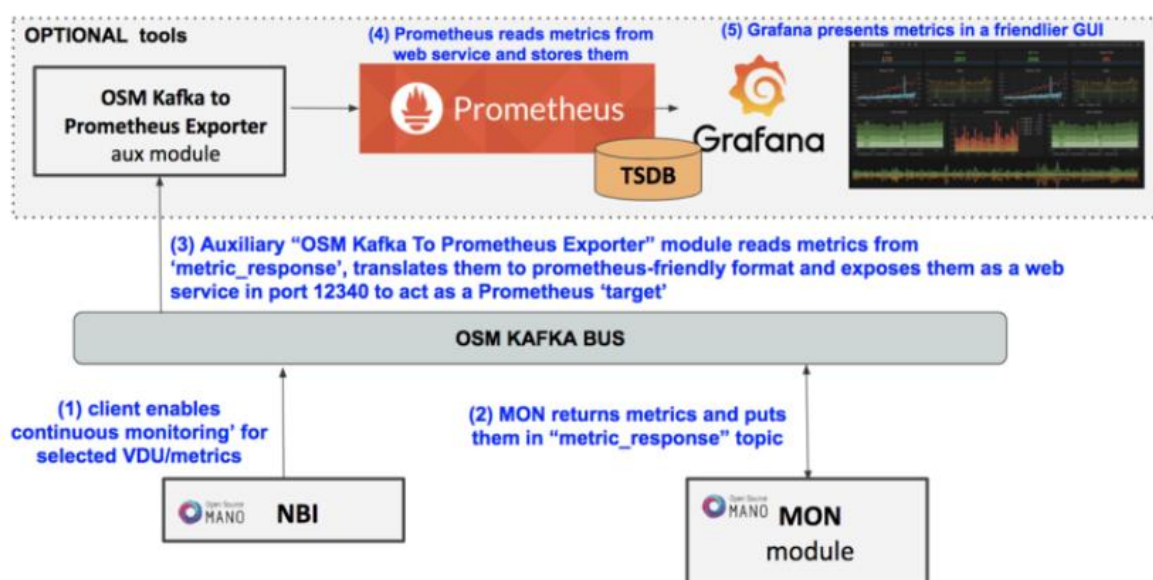 OPTIONAL tools
(4) Prometheus reads metrics from
web service and stores them
(5) Grafana presents metrics in a friendlier GUI
OSM Kafka to
Prometheus Exporter
aux module
Prometheus
TSDB
Grafana
(3) Auxiliary “OSM Kafka To Prometheus Exporter” module reads metrics from
‘metric_response’, translates them to prometheus-friendly format and exposes them as a web
service in port 12340 to act as a Prometheus ‘target’
OSM KAFKA BUS
(1) client enables
continuous monitoring’ for
selected VDU/metrics
(2) MON returns metrics and puts
them in “metric_response” topic
Open Source
MANO
NBI
Open Source
MANO
MON
module